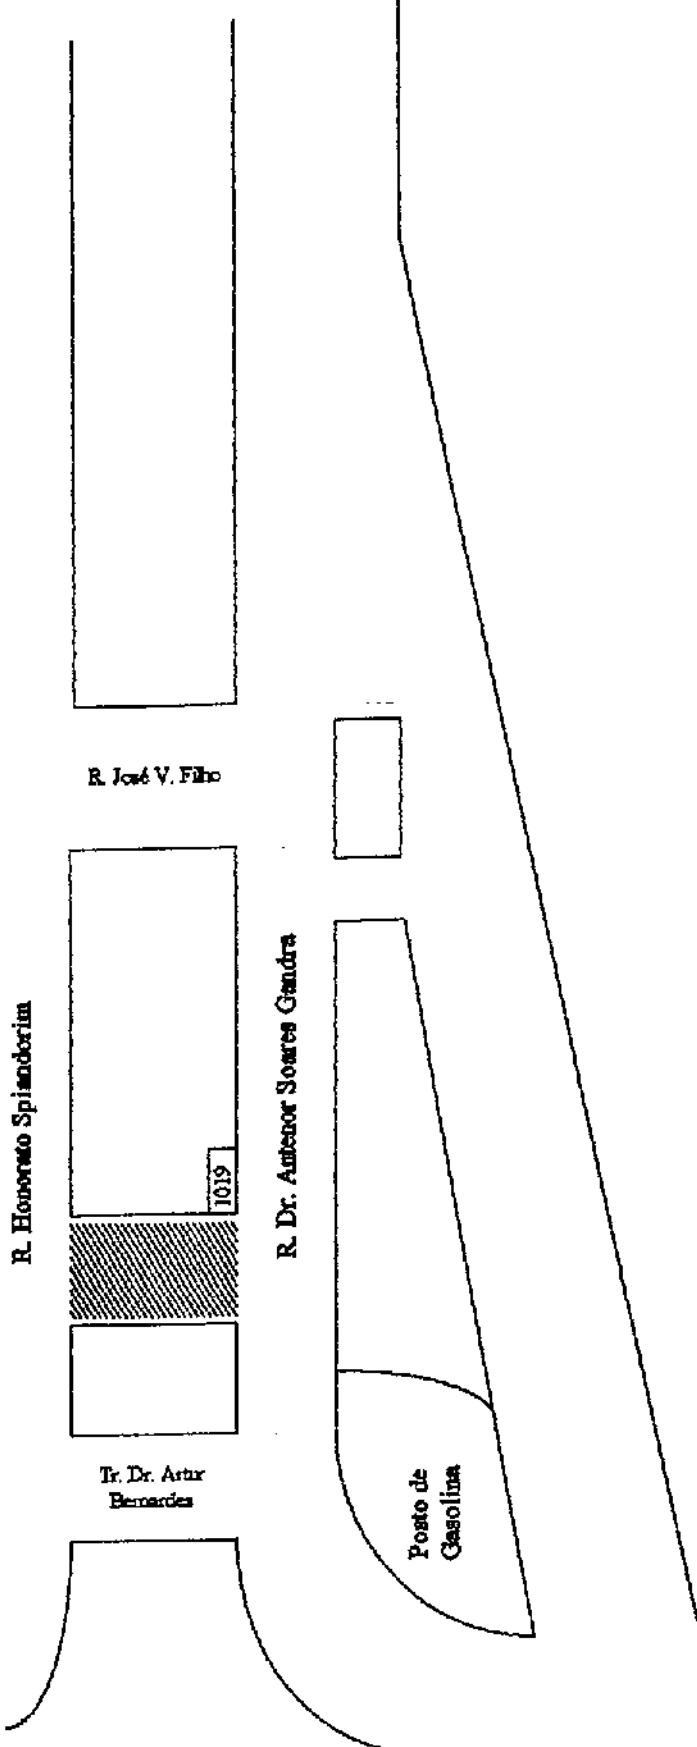 R. José V. Filho
R. Honorato Spiandorim
R. Dr. Antenor Soares Gandra
1019
Tr. Dr. Artur
Bernardes
Posto de
Gasolina